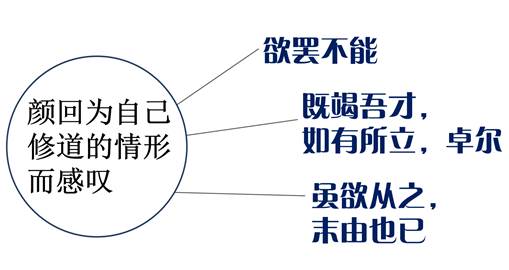 颜回为自己
修道的情形
而感叹
欲罢不能
既竭吾才，
如有所立，卓尔
虽欲从之，
末由也已